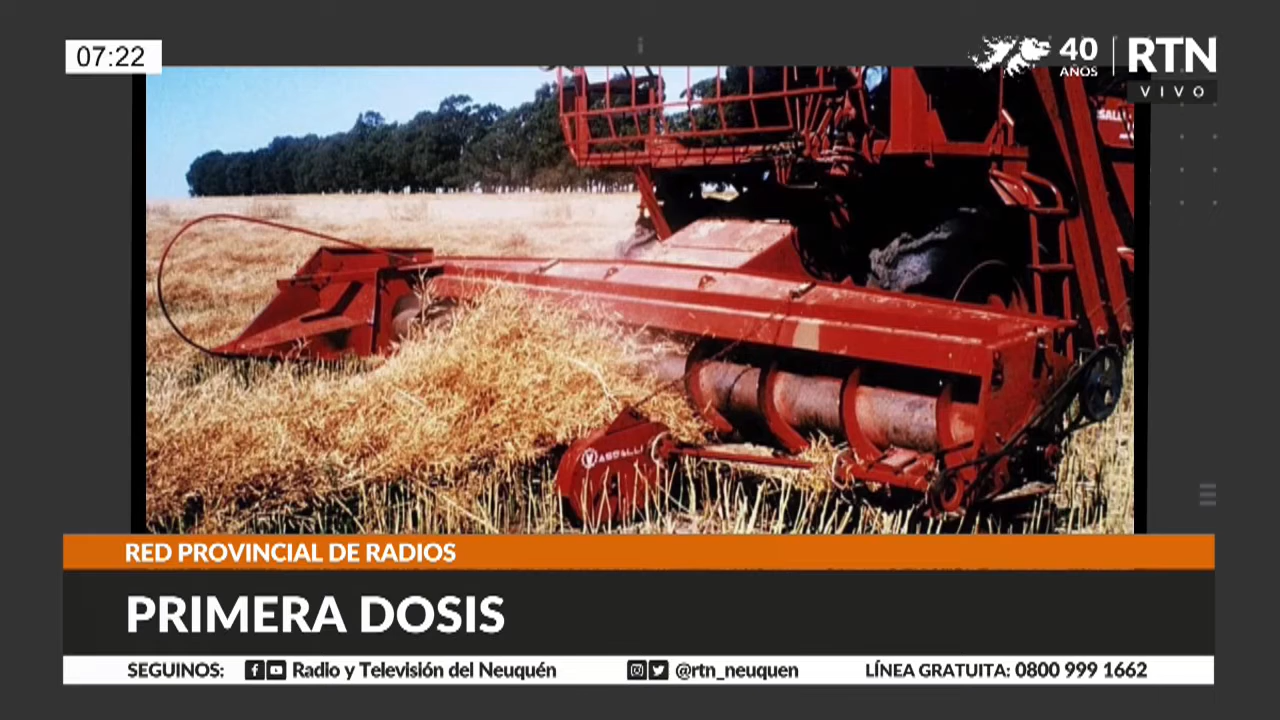 07:22
40
AÑOS
RTN
VIVO
VASSALLI
RED PROVINCIAL DE RADIOS
PRIMERA DOSIS
SEGUINOS: Radio y Televisión del Neuquén @rtn_neuquen LÍNEA GRATUITA: 0800 999 1662